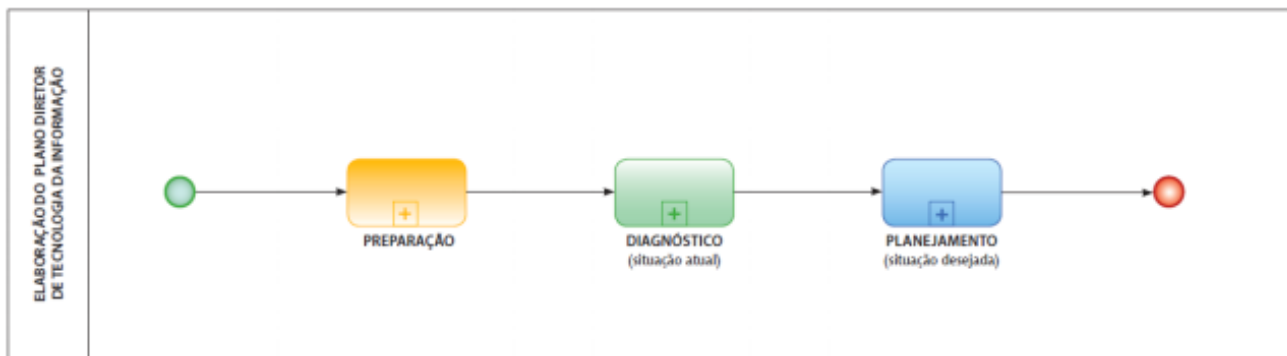 ELABORAÇÃO DO PLANO DIRETOR
DE TECNOLOGIA DA INFORMAÇÃO
PREPARAÇÃO
DIAGNÓSTICO
(situação atual)
PLANEJAMENTO
(situação desejada)